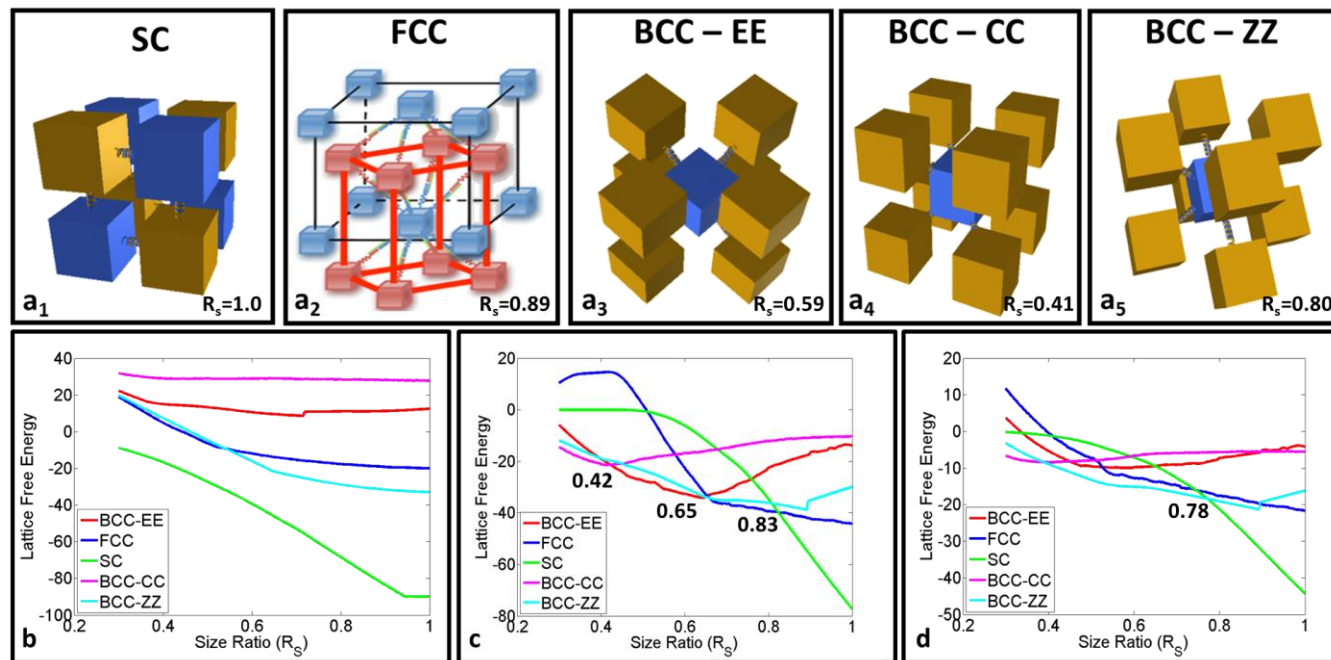 SC
FCC
BCC – EE
BCC – CC
BCC – ZZ
a1
Rs=1.0
a2
Rs=0.89
a3
Rs=0.59
a4
Rs=0.41
a5
Rs=0.80
Lattice Free Energy
40
20
0
-20
-40
-60
-80
-100
BCC-EE
FCC
SC
BCC-CC
BCC-ZZ
0.2
0.4
0.6
0.8
1
Size Ratio (RS)
b
Lattice Free Energy
20
0
-20
-40
-60
-80
0.42
0.65
0.83
BCC-EE
FCC
SC
BCC-CC
BCC-ZZ
0.2
0.4
0.6
0.8
1
Size Ratio (RS)
c
Lattice Free Energy
20
10
0
-10
-20
-30
-40
-50
0.78
BCC-EE
FCC
SC
BCC-CC
BCC-ZZ
0.2
0.4
0.6
0.8
1
Size Ratio (RS)
d